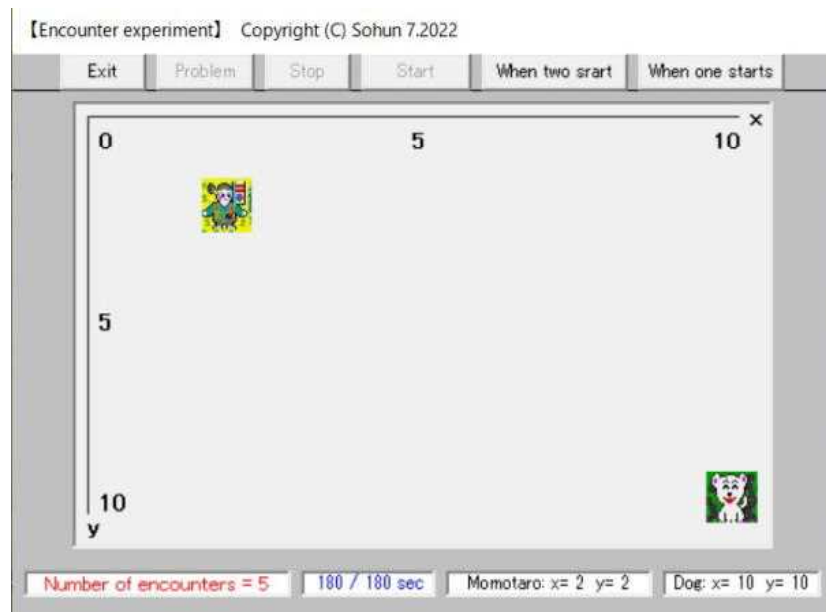 【Encounter experiment】 Copyright (C) Sohun 7.2022
Exit Problem Stop Start When two srart When one starts
x
0 5 10
5
10
y
Number of encounters = 5 180 / 180 sec Momotaro: x= 2 y= 2 Dog: x= 10 y= 10